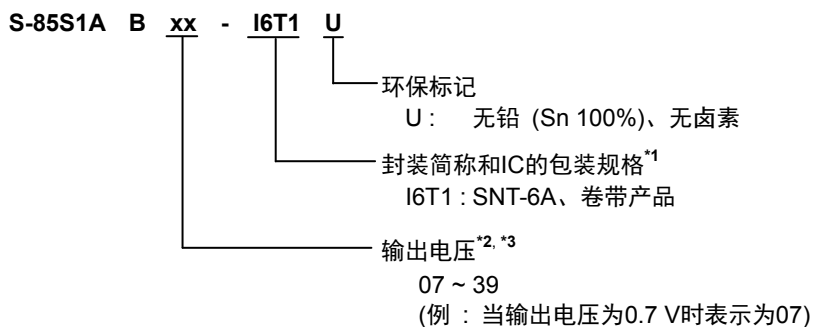 S-85S1A B xx - I6T1 U
环保标记
U : 无铅 (Sn 100%)、无卤素
封装简称和IC的包装规格*1
I6T1 : SNT-6A、卷带产品
输出电压*2, *3
07 ~ 39
(例 : 当输出电压为0.7 V时表示为07)